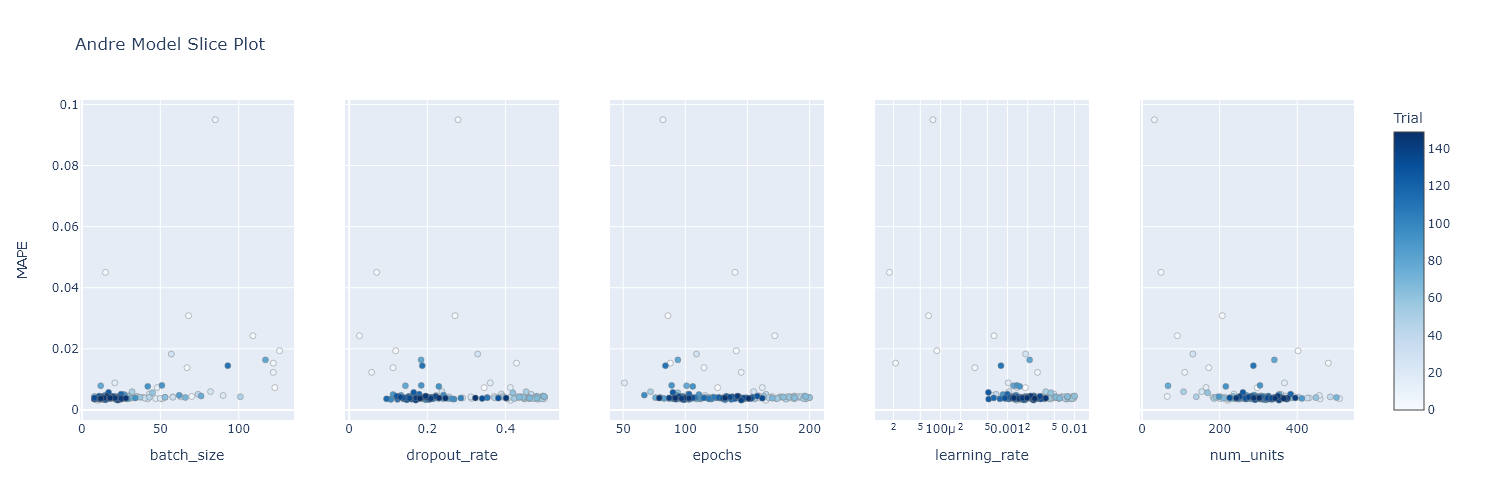 Andre Model Slice Plot
Trial
MAPE
0.1
0.08
0.06
0.04
0.02
0
0 50 100
0 0.2 0.4
50 100 150 200
2 5 100μ 2 5 0.001 2 5 0.01
0 200 400
batch_size
dropout_rate
epochs
learning_rate
num_units
140
120
100
80
60
40
20
0